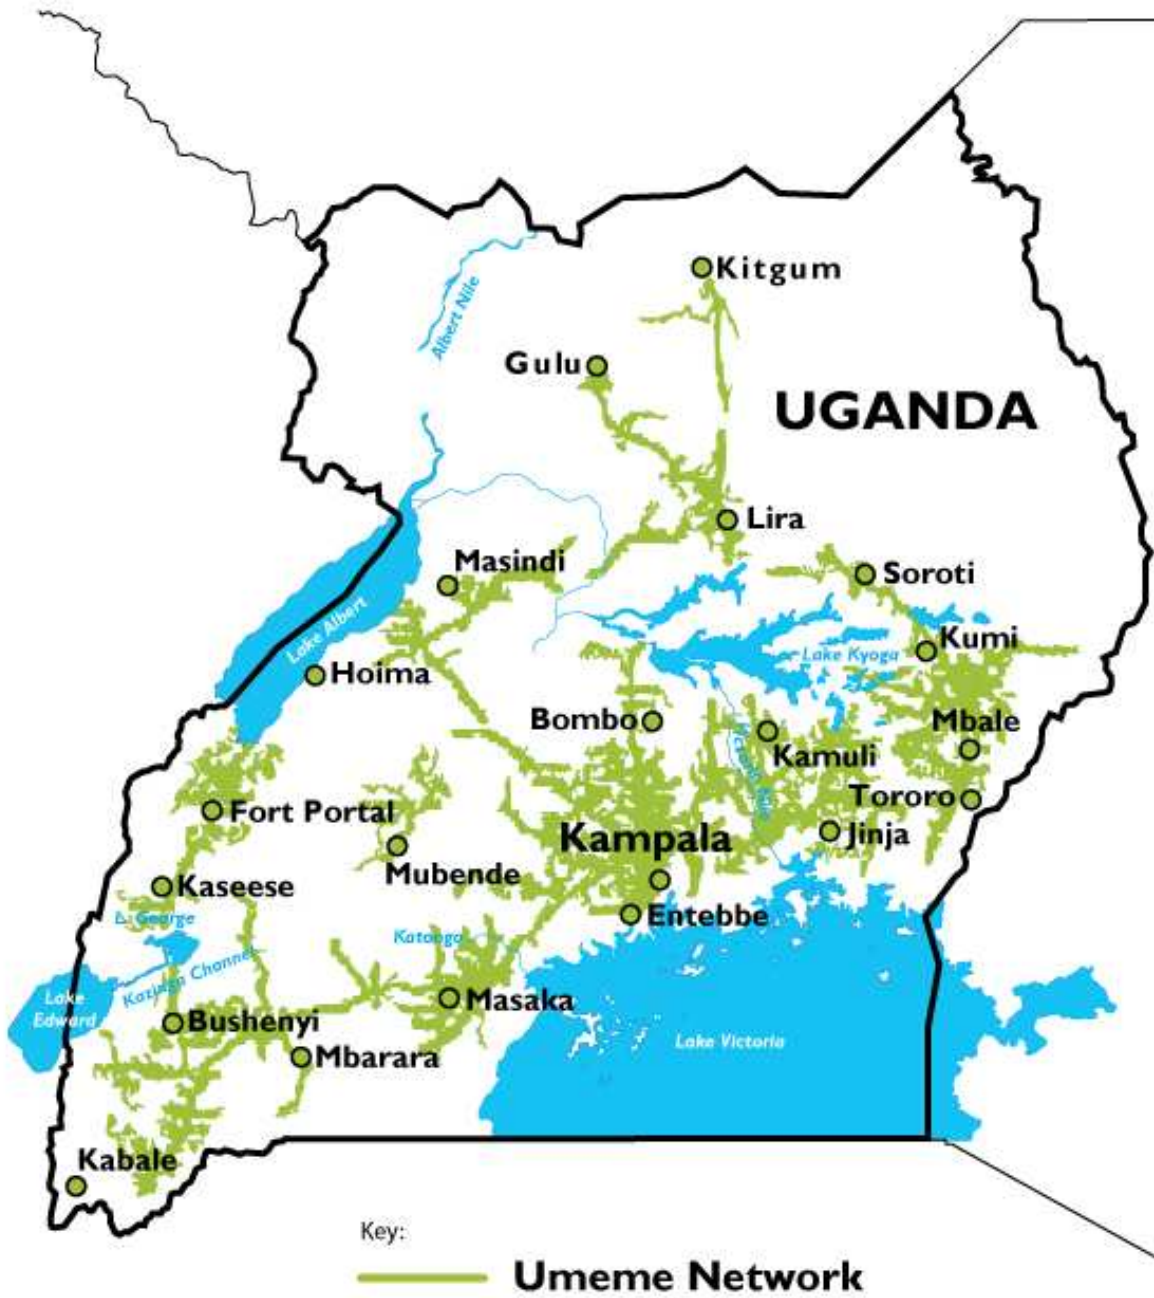 Kitgum
Albert Nile
Gulu
UGANDA
Lira
Masindi
Soroti
Lake Albert
Kumi
Lake Kyoga
Hoima
Bombo
Mbale
Victoria Nile
Kamuli
Tororo
Fort Portal
Jinja
Kampala
Mubende
Kaseese
Entebbe
L. George
Katonga
Kazinga Channel
Lake
Edward
Masaka
Bushenyi
Lake Victoria
Mbarara
Kabale
Key:
Umeme Network